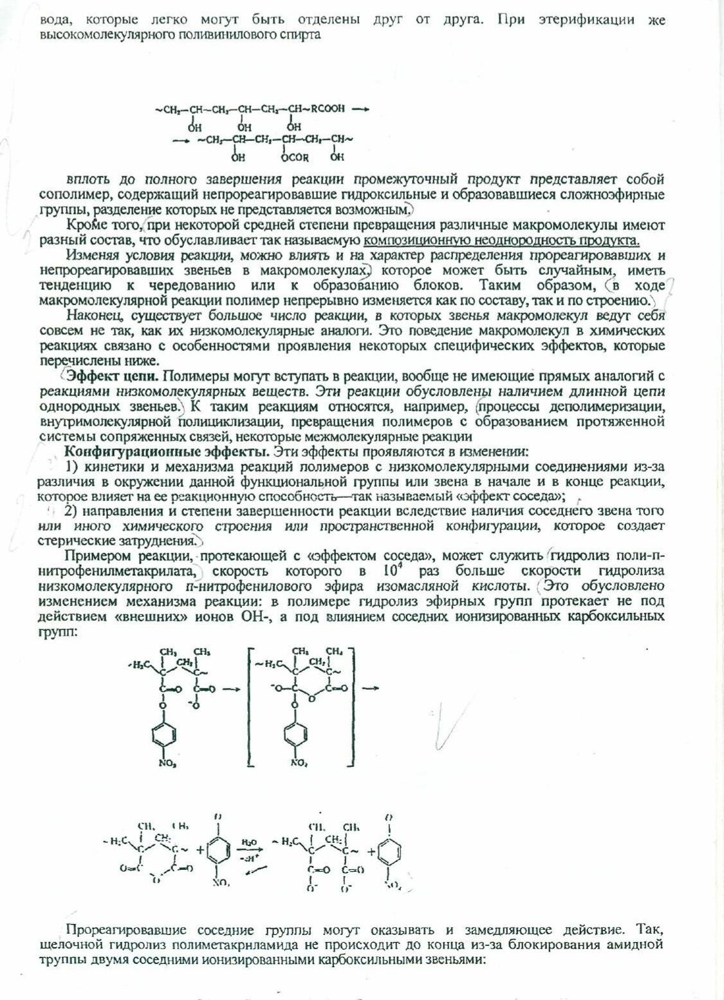 вода, которые легко могут быть отделены друг от друга. При этерификации же
высокомолекулярного поливинилового спирта
~CH₂—CH—CH₂—CH—CH₂—CH~RCOOH →
OH OH OH
→ ~CH₂—CH—CH₂—CH—CH₂—CH~
OH OCOR OH
вплоть до полного завершения реакции промежуточный продукт представляет собой
сополимер, содержащий непрореагировавшие гидроксильные и образовавшиеся сложноэфирные
группы, разделение которых не представляется возможным.)
Кроме того, (при некоторой средней степени превращения различные макромолекулы имеют
разный состав, что обуславливает так называемую композиционную неоднородность продукта.
Изменяя условия реакции, можно влиять и на характер распределения прореагировавших и
непрореагировавших звеньев в макромолекулах,) которое может быть случайным, иметь
тенденцию к чередованию или к образованию блоков. Таким образом, (в ходе
макромолекулярной реакции полимер непрерывно изменяется как по составу, так и по строению.)
Наконец, существует большое число реакции, в которых звенья макромолекул ведут себя
совсем не так, как их низкомолекулярные аналоги. Это поведение макромолекул в химических
реакциях связано с особенностями проявления некоторых специфических эффектов, которые
перечислены ниже.
(Эффект цепи. Полимеры могут вступать в реакции, вообще не имеющие прямых аналогий с
реакциями низкомолекулярных веществ. Эти реакции обусловлены наличием длинной цепи
однородных звеньев.) К таким реакциям относятся, например, (процессы деполимеризации,
внутримолекулярной полициклизации, превращения полимеров с образованием протяженной
системы сопряженных связей, некоторые межмолекулярные реакции
Конфигурационные эффекты. Эти эффекты проявляются в изменении:
1) кинетики и механизма реакций полимеров с низкомолекулярными соединениями из-за
различия в окружении данной функциональной группы или звена в начале и в конце реакции,
которое влияет на ее реакционную способность—так называемый «эффект соседа»;
2) направления и степени завершенности реакции вследствие наличия соседнего звена того
или иного химического строения или пространственной конфигурации, которое создает
стерические затруднения.)
Примером реакции, протекающей с «эффектом соседа», может служить (гидролиз поли-п-
нитрофенилметакрилата,) скорость которого в 10⁴ раз больше скорости гидролиза
низкомолекулярного п-нитрофенилового эфира изомасляной кислоты. (Это обусловлено
изменением механизма реакции: в полимере гидролиз эфирных групп протекает не под
действием «внешних» ионов OH-, а под влиянием соседних ионизированных карбоксильных
групп:
CH₃ CH₃ CH₃ CH₃
~H₂C CH₂ ~H₂C CH₂
C C~ C C~
C=O C=O → ⁻O—C C=O →
O ⁻O O O
NO₂ NO₂
CH₃ CH₃ O CH₃ CH₃ O
~H₂C CH₂ H₂O ~H₂C CH₂
C C~ + C C~ +
O=C C=O C=O C=O
O NO₂ O⁻ O⁻ NO₂
Прореагировавшие соседние группы могут оказывать и замедляющее действие. Так,
щелочной гидролиз полиметакрнламида не происходит до конца из-за блокирования амидной
труппы двумя соседними ионизированными карбоксильными звеньями: